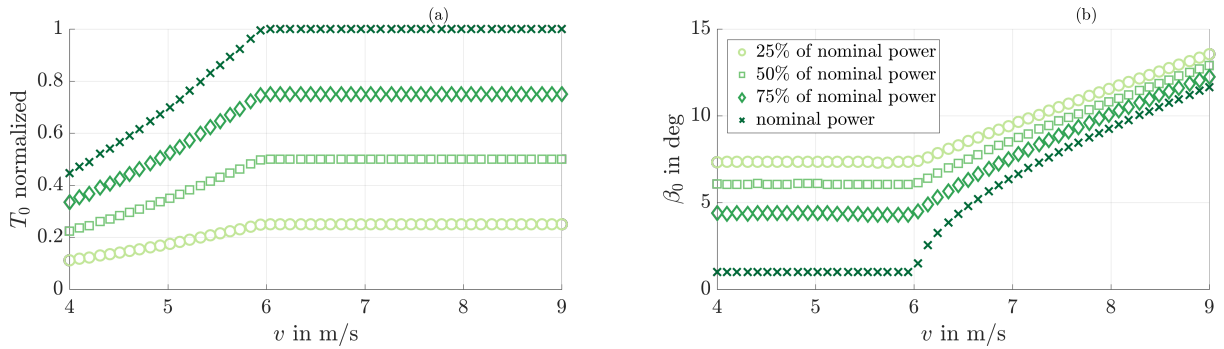 (a)
1
0.8
0.6
0.4
0.2
0
4 5 6 7 8 9
T₀ normalized
v in m/s
(b)
15
10
5
0
4 5 6 7 8 9
β₀ in deg
v in m/s
25% of nominal power
50% of nominal power
75% of nominal power
nominal power